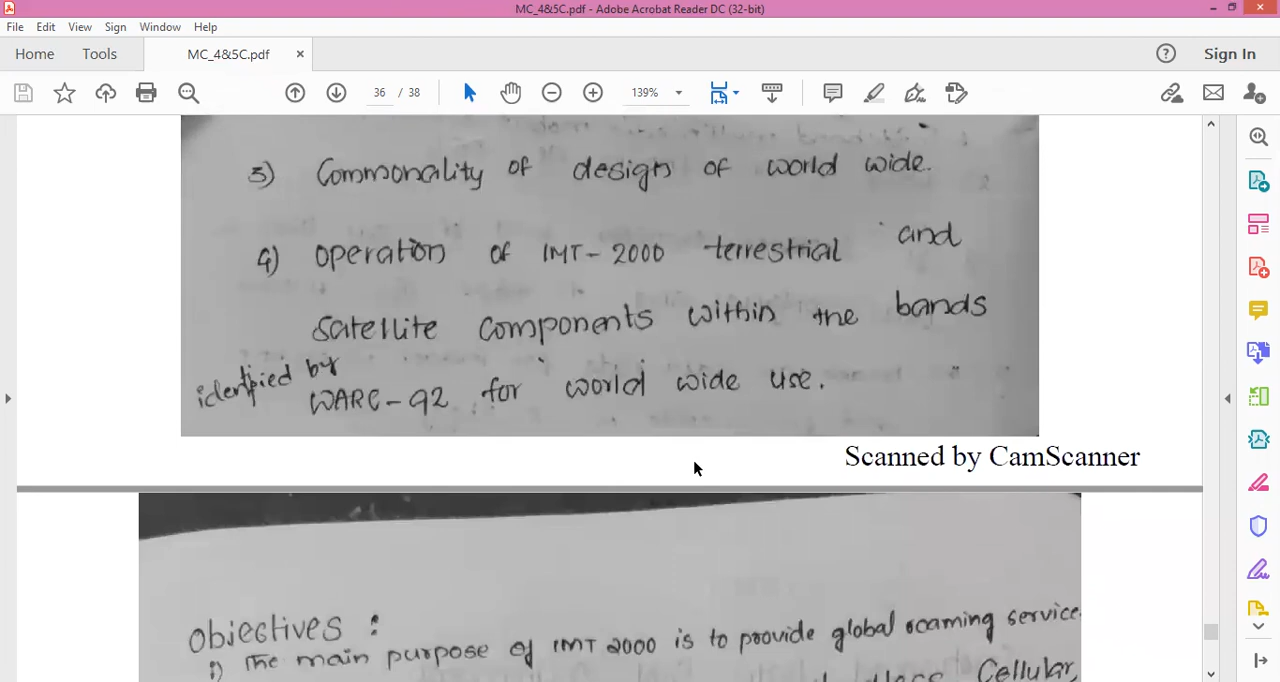 MC_4&5C.pdf - Adobe Acrobat Reader DC (32-bit)
File Edit View Sign Window Help
Home Tools MC_4&5C.pdf × Sign In
36 / 38 139%
3) Commonality of design of world wide.
4) operation of IMT-2000 terrestrial and
satellite components within the bands
identified by
WARC-92 for world wide use.
Scanned by CamScanner
Objectives :
i) The main purpose of IMT 2000 is to provide global roaming service.
Cellular,